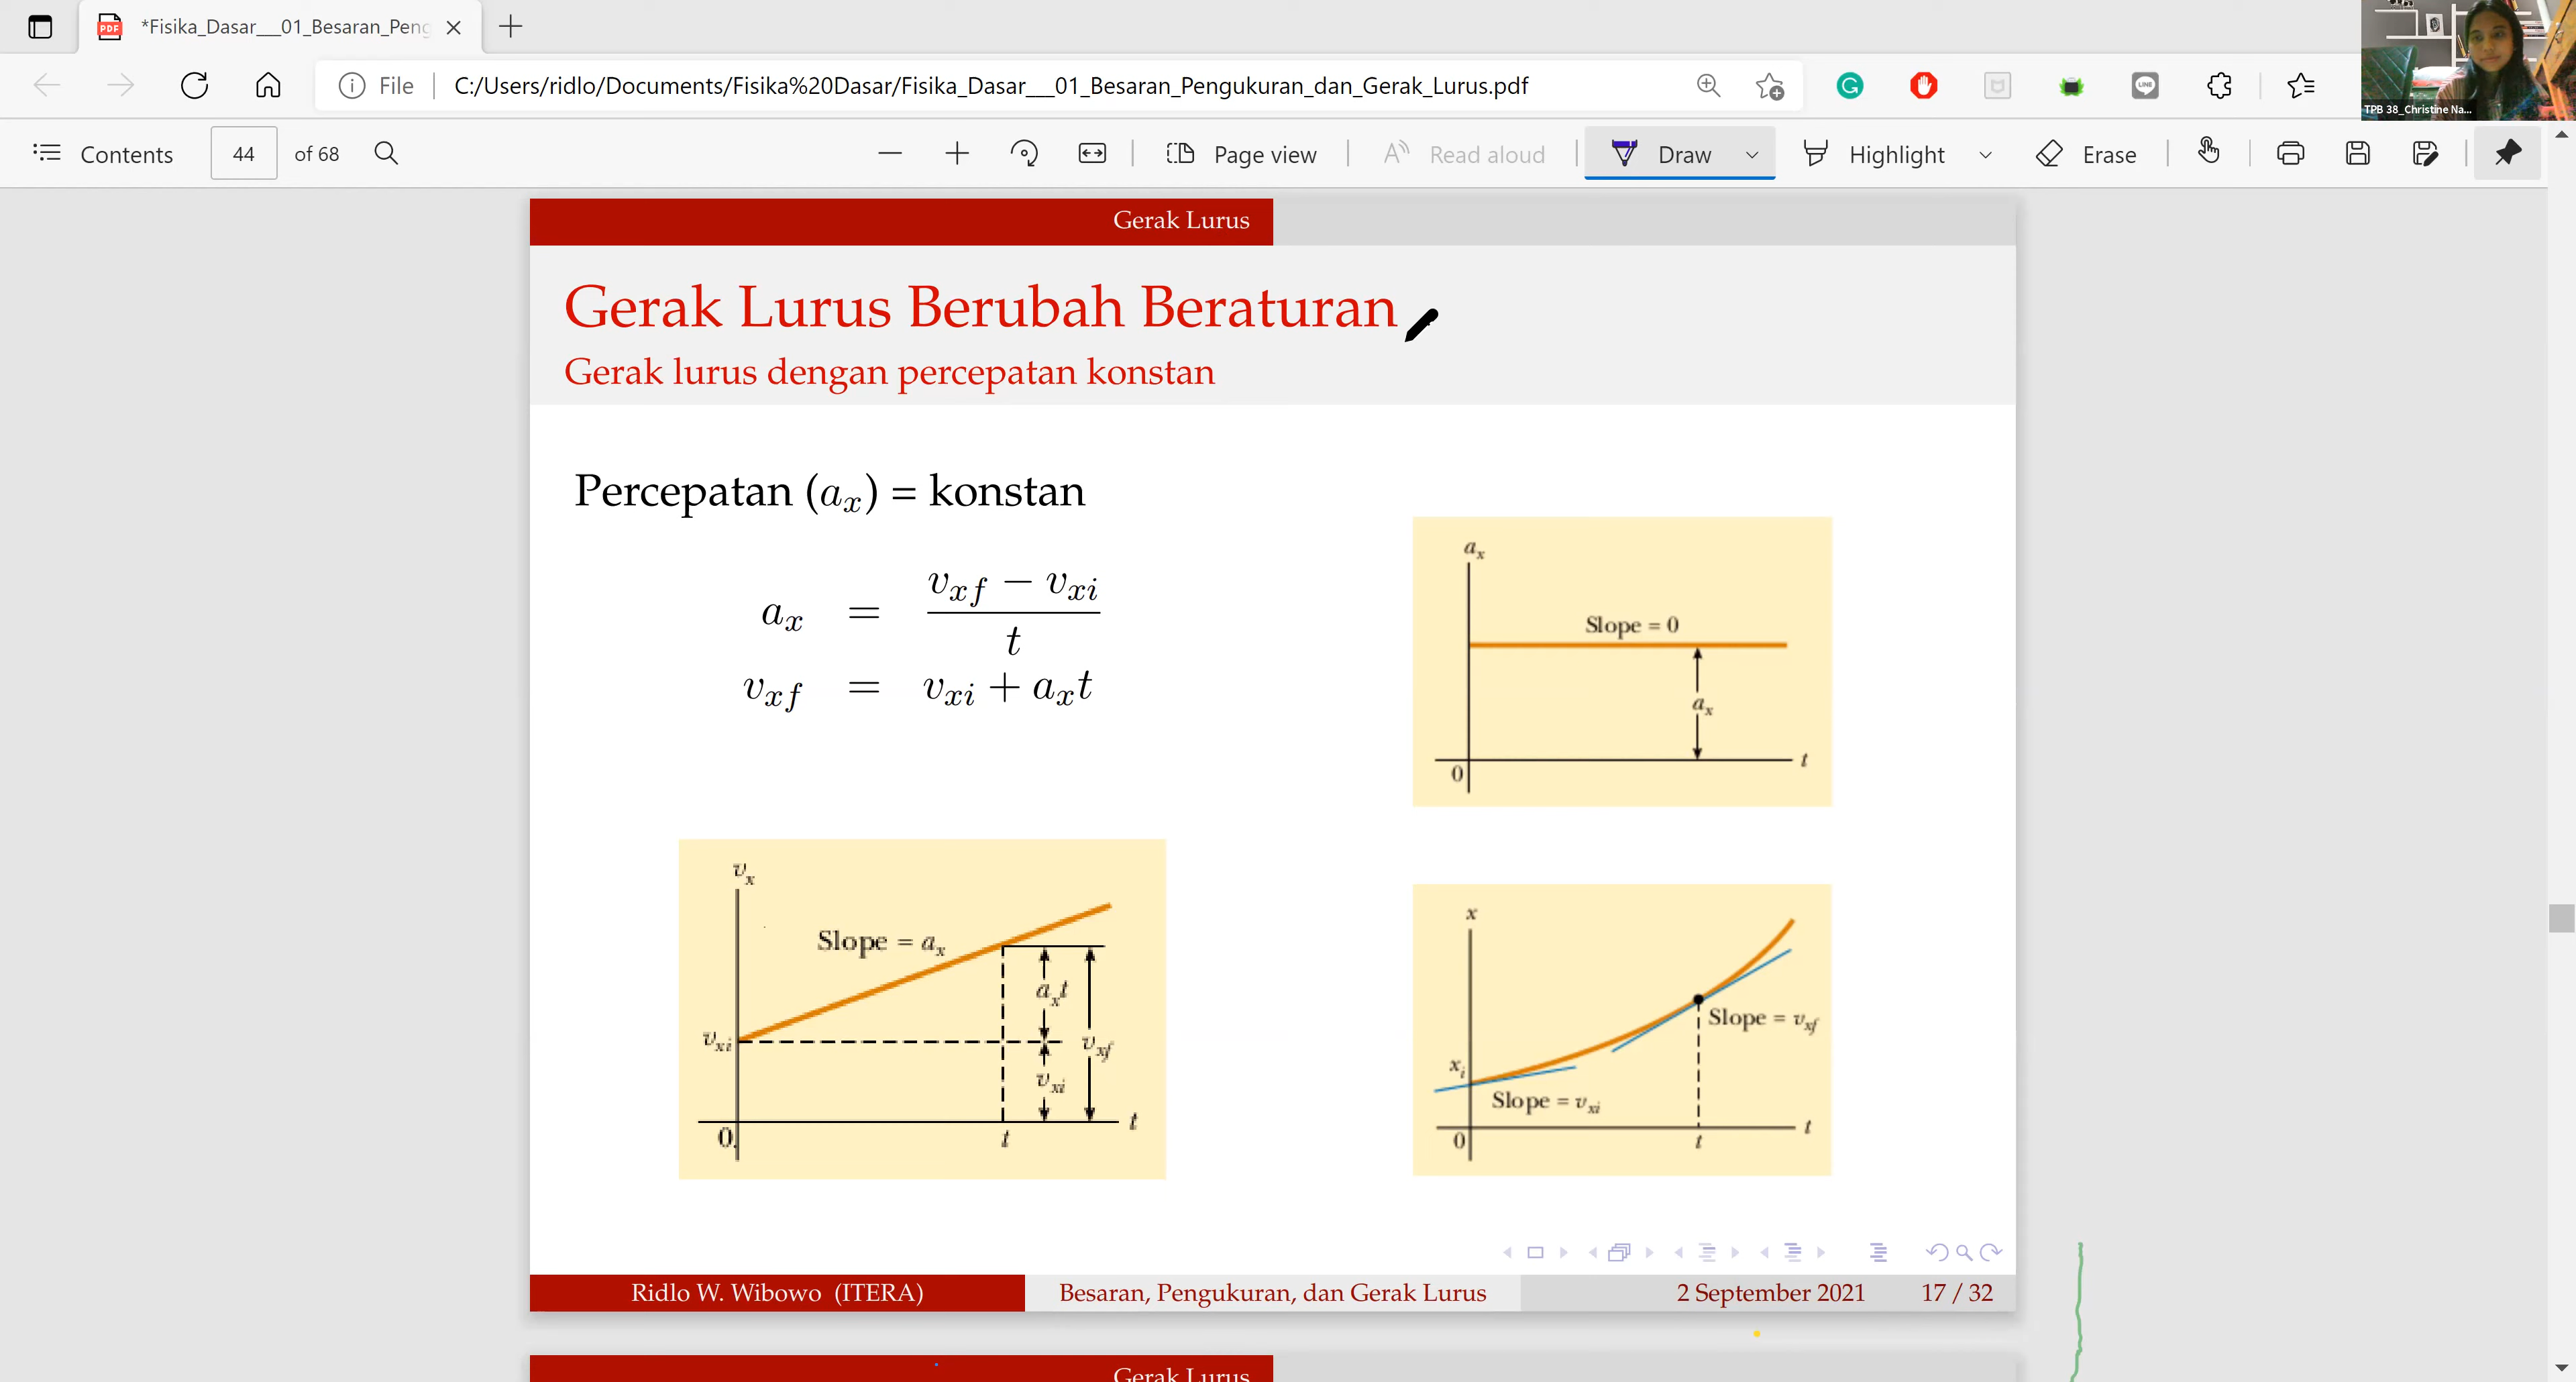 *Fisika_Dasar___01_Besaran_Peng
File
C:/Users/ridlo/Documents/Fisika%20Dasar/Fisika_Dasar___01_Besaran_Pengukuran_dan_Gerak_Lurus.pdf
TPB 38_Christine Na...
Contents
44
of 68
Page view
Read aloud
Draw
Highlight
Erase
Gerak Lurus
Gerak Lurus Berubah Beraturan
Gerak lurus dengan percepatan konstan
Percepatan (a_x) = konstan
a_x = (v_xf − v_xi) / t
v_xf = v_xi + a_x t
a_x
Slope = 0
a_x
0
t
v_x
Slope = a_x
a_x t
v_xi
v_xf
v_xi
0
t
t
x
Slope = v_xf
x_i
Slope = v_xi
0
t
t
Ridlo W. Wibowo (ITERA)
Besaran, Pengukuran, dan Gerak Lurus
2 September 2021
17 / 32
Gerak Lurus